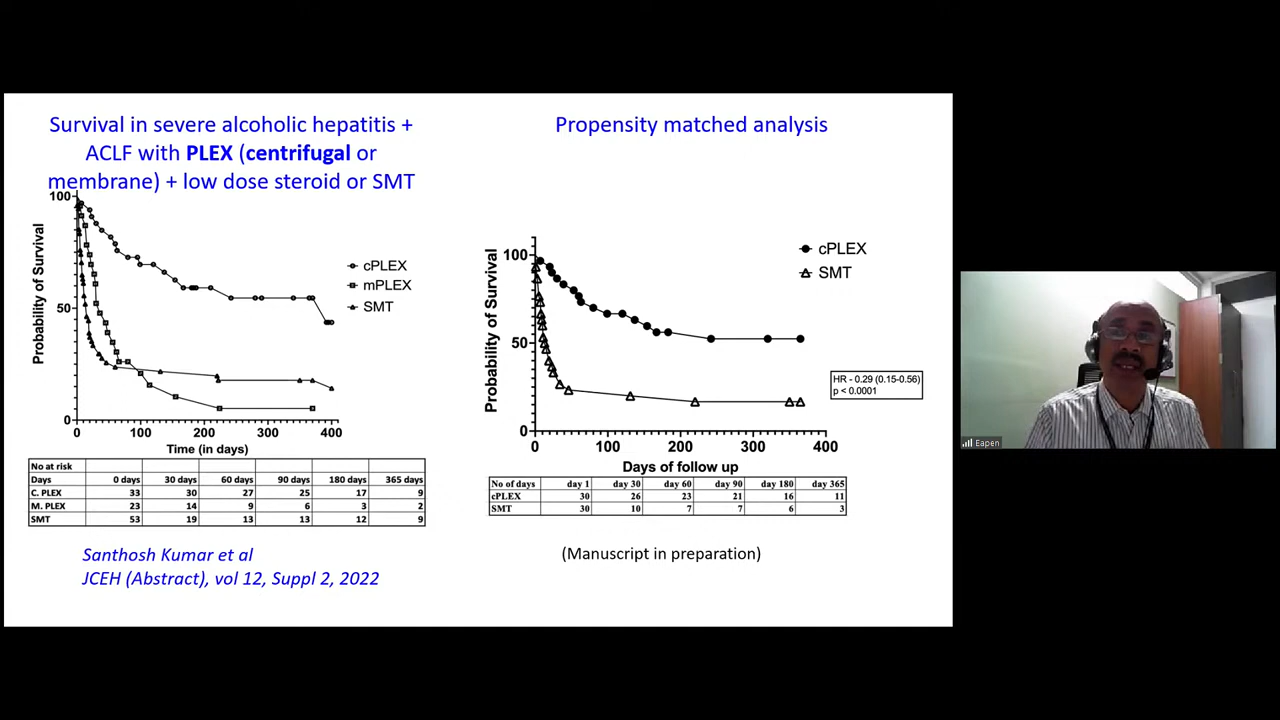 Survival in severe alcoholic hepatitis +
ACLF with PLEX (centrifugal or
membrane) + low dose steroid or SMT
100
50
0
Probability of Survival
0 100 200 300 400
Time (in days)
cPLEX
mPLEX
SMT
No at risk
Days 0 days 30 days 60 days 90 days 180 days 365 days
C. PLEX 33 30 27 25 17 9
M. PLEX 23 14 9 6 3 2
SMT 53 19 13 13 12 9
Santhosh Kumar et al
JCEH (Abstract), vol 12, Suppl 2, 2022
Propensity matched analysis
100
50
0
Probability of Survival
0 100 200 300 400
Days of follow up
cPLEX
SMT
HR - 0.29 (0.15-0.56)
p < 0.0001
No of days day 1 day 30 day 60 day 90 day 180 day 365
cPLEX 30 26 23 21 16 11
SMT 30 10 7 7 6 3
(Manuscript in preparation)
Eapen